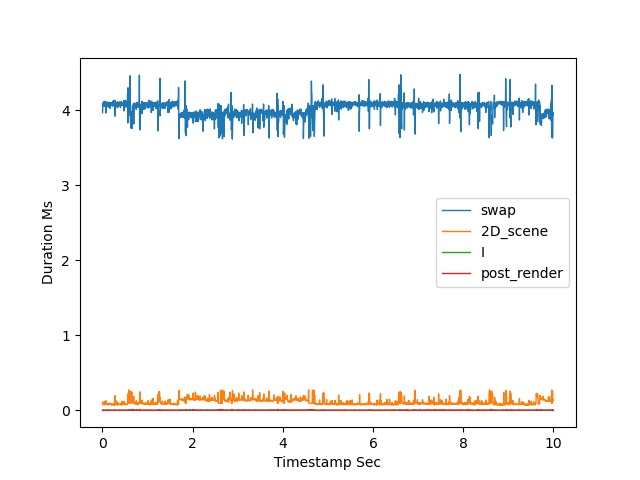 4
3
2
1
0
Duration Ms
swap
2D_scene
I
post_render
0 2 4 6 8 10
Timestamp Sec